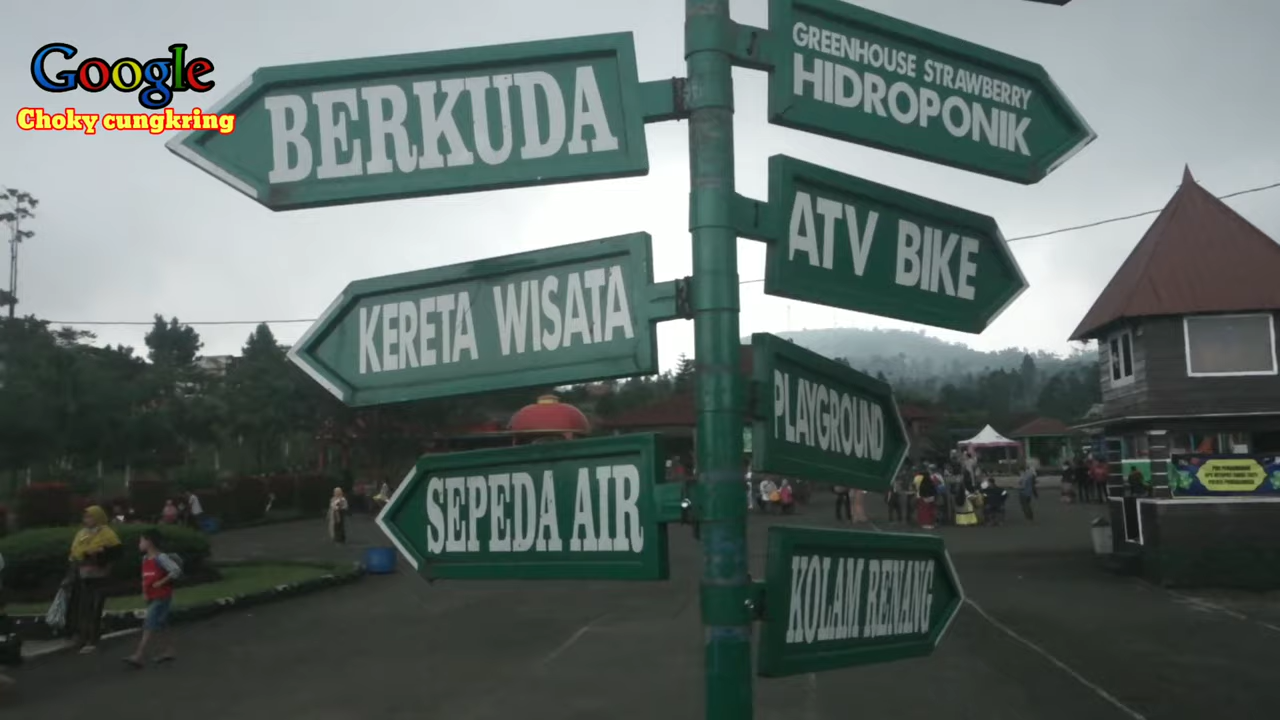 Google
Choky cungkring
BERKUDA
KERETA WISATA
SEPEDA AIR
GREENHOUSE STRAWBERRY
HIDROPONIK
ATV BIKE
PLAYGROUND
KOLAM RENANG